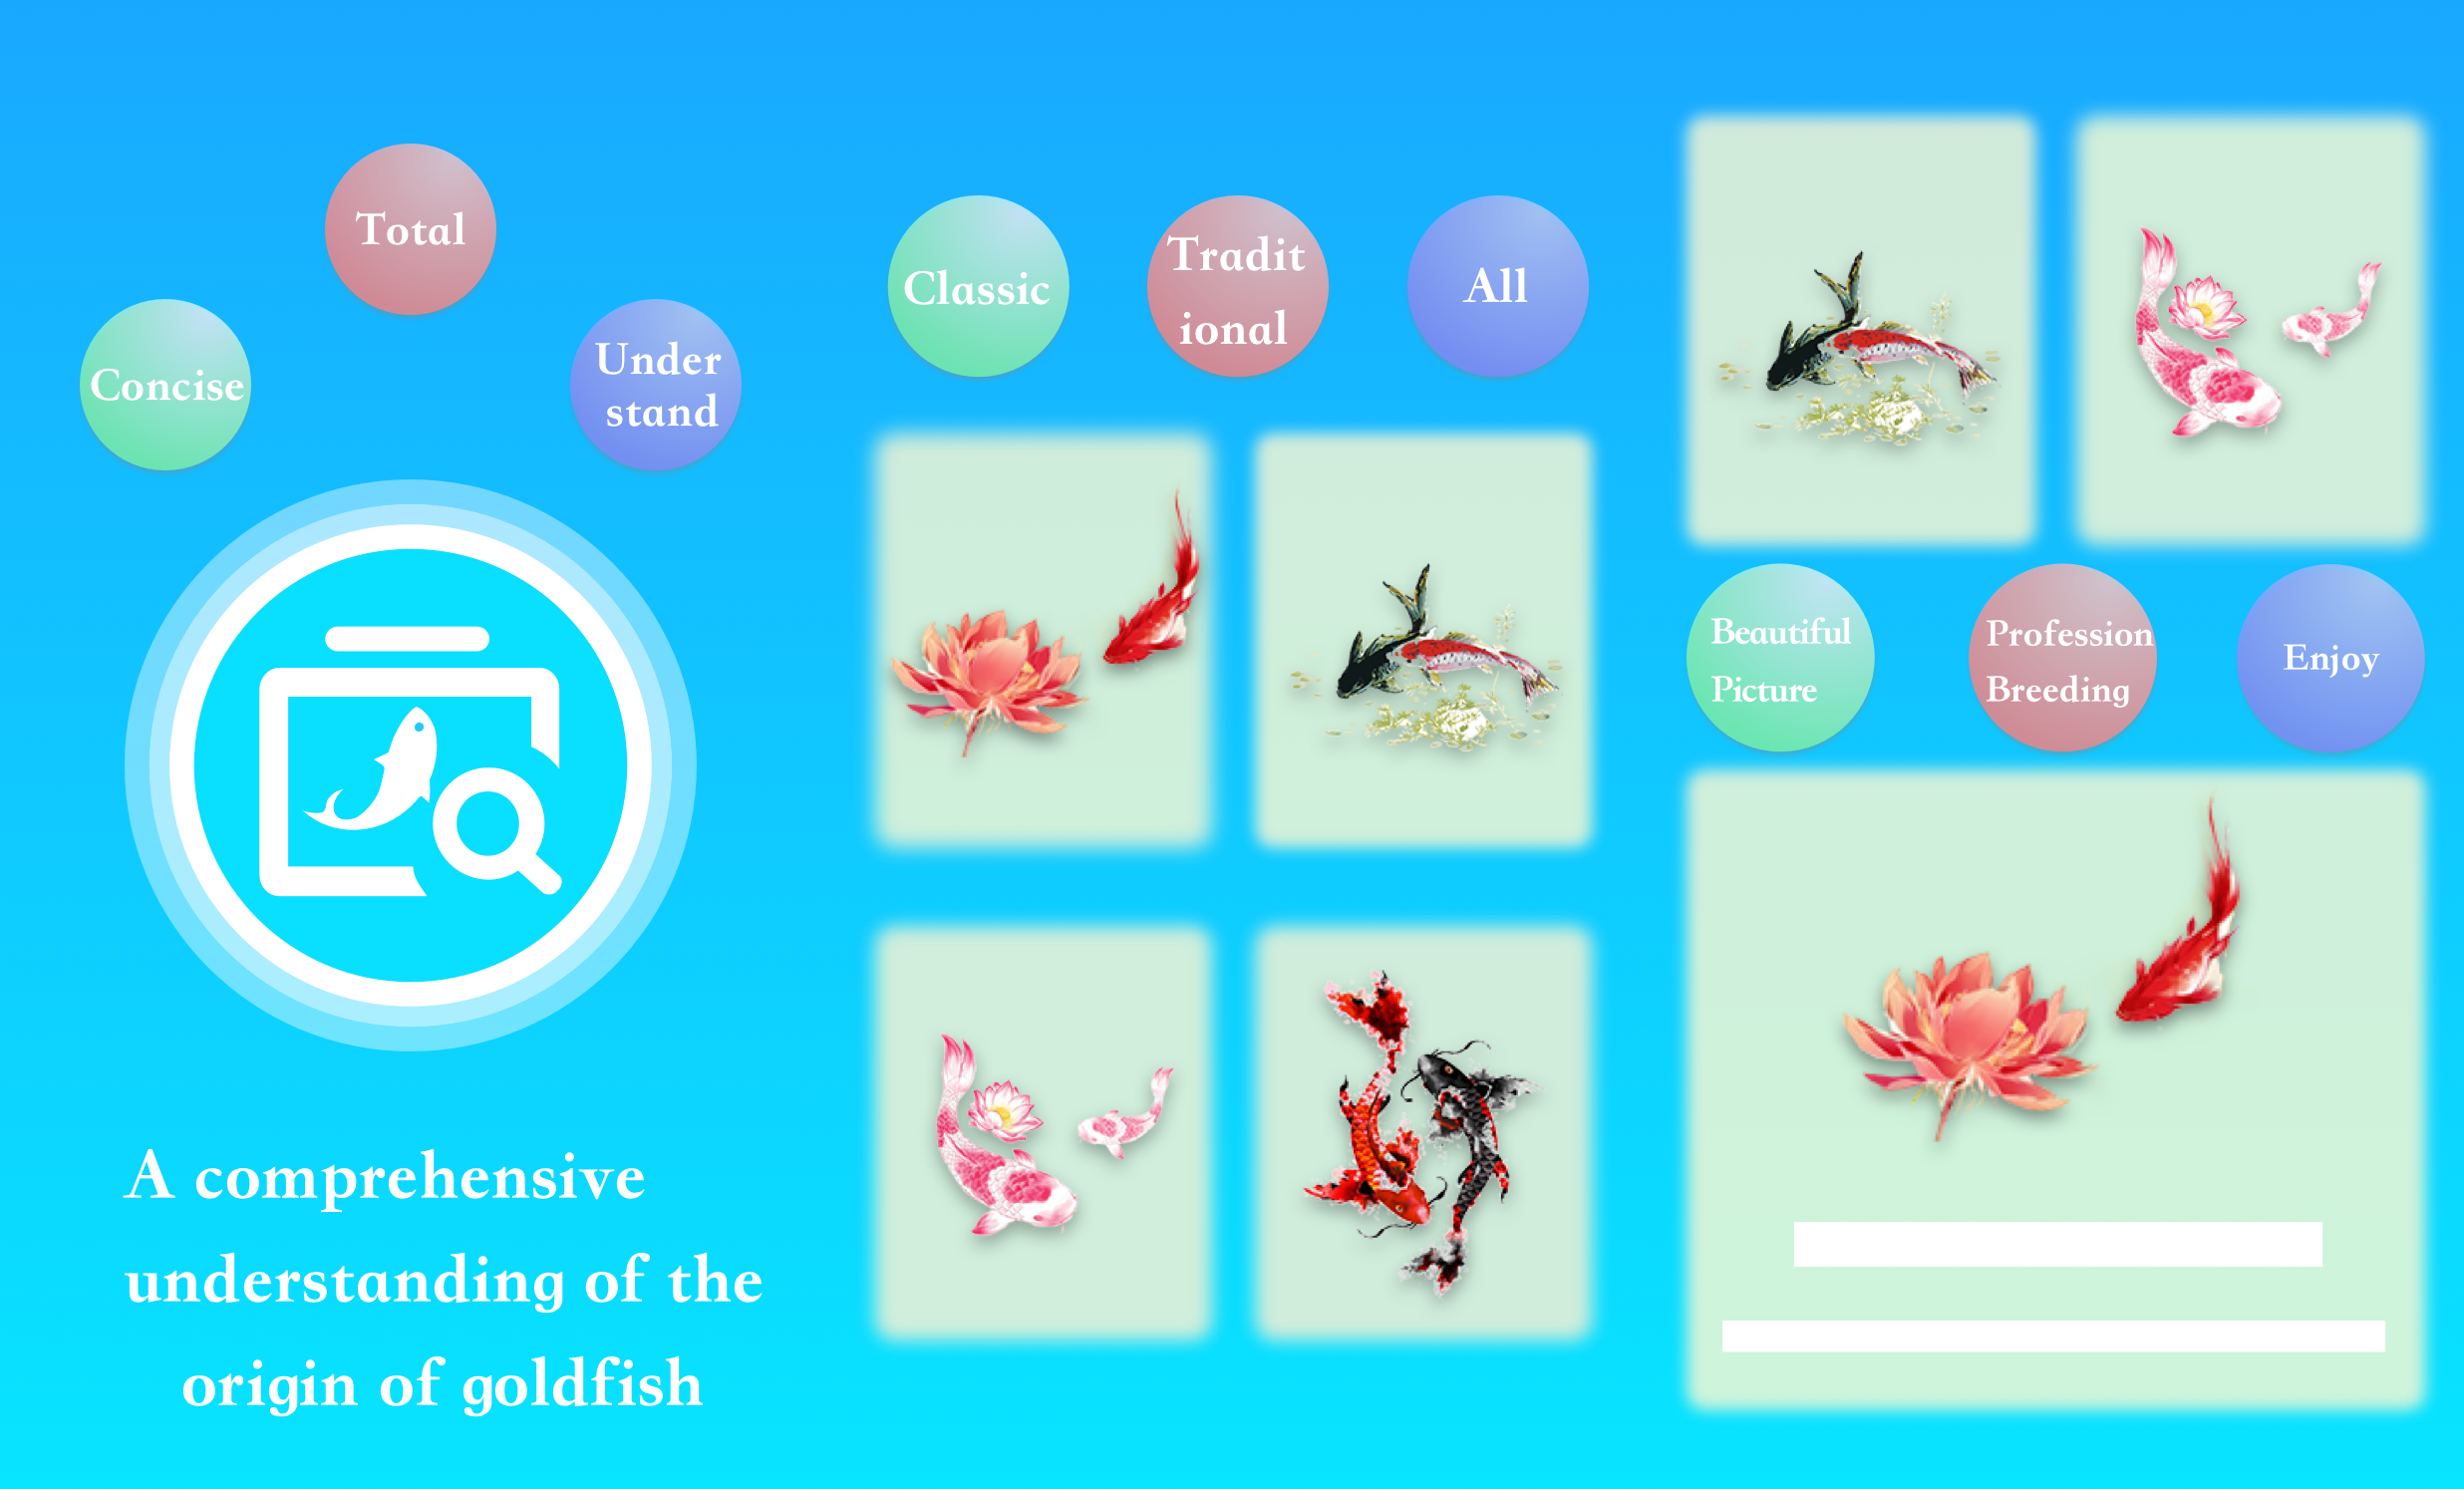 Total
Concise
Under
stand
A comprehensive
understanding of the
origin of goldfish
Classic
Tradit
ional
All
Beautiful
Picture
Profession
Breeding
Enjoy